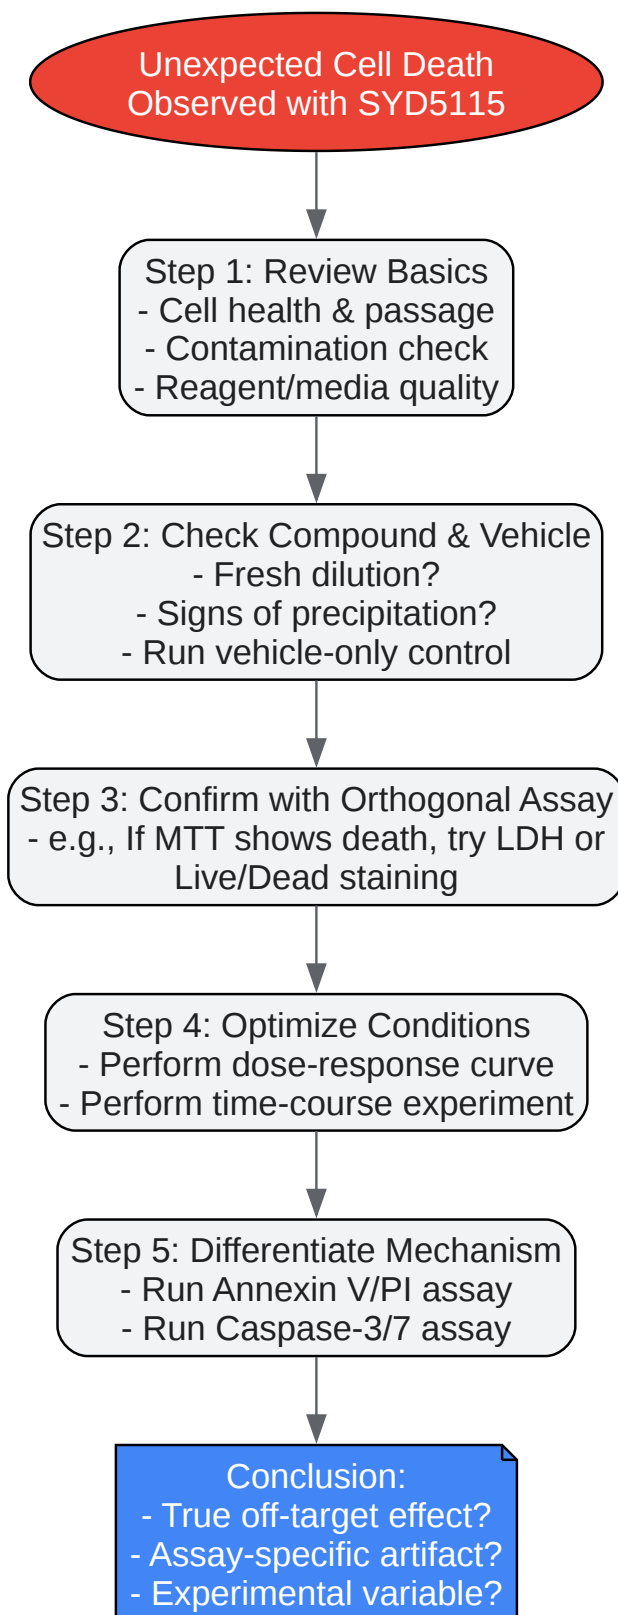 Unexpected Cell Death
Observed with SYD5115
Step 1: Review Basics
- Cell health & passage
- Contamination check
- Reagent/media quality
Step 2: Check Compound & Vehicle
- Fresh dilution?
- Signs of precipitation?
- Run vehicle-only control
Step 3: Confirm with Orthogonal Assay
- e.g., If MTT shows death, try LDH or
Live/Dead staining
Step 4: Optimize Conditions
- Perform dose-response curve
- Perform time-course experiment
Step 5: Differentiate Mechanism
- Run Annexin V/PI assay
- Run Caspase-3/7 assay
Conclusion:
- True off-target effect?
- Assay-specific artifact?
- Experimental variable?